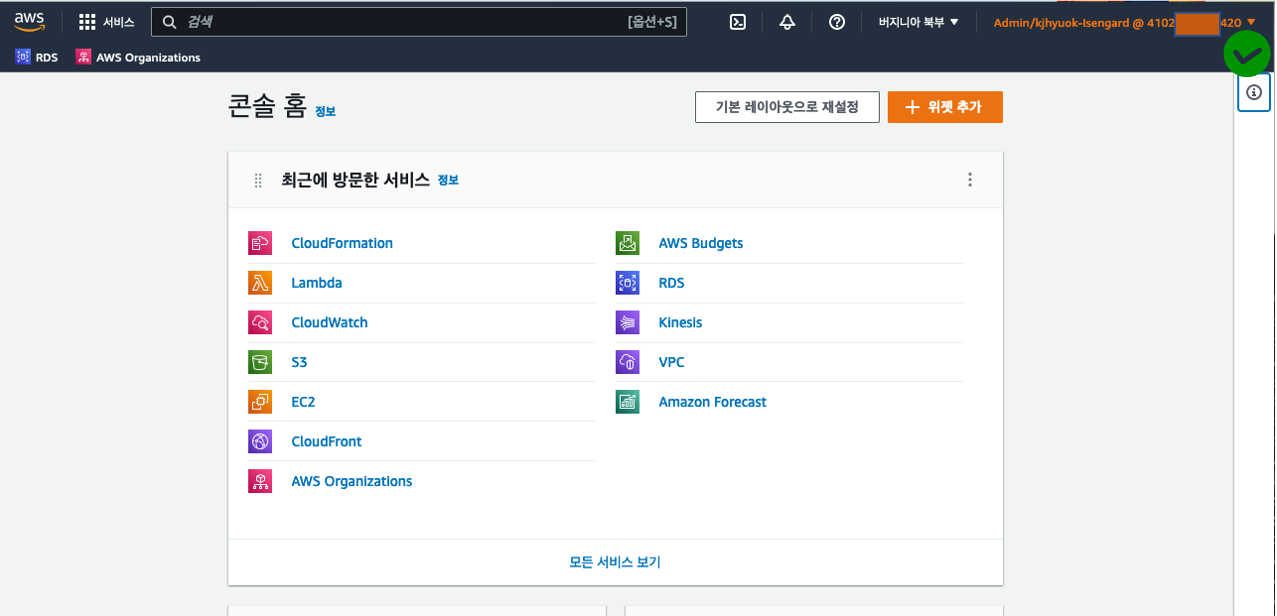 aws 서비스 검색 [옵션+S] 버지니아 북부 Admin/kjhyuok-Isengard @ 4102 420
RDS AWS Organizations
콘솔 홈 정보 기본 레이아웃으로 재설정 위젯 추가
최근에 방문한 서비스 정보
CloudFormation AWS Budgets
Lambda RDS
CloudWatch Kinesis
S3 VPC
EC2 Amazon Forecast
CloudFront
AWS Organizations
모든 서비스 보기